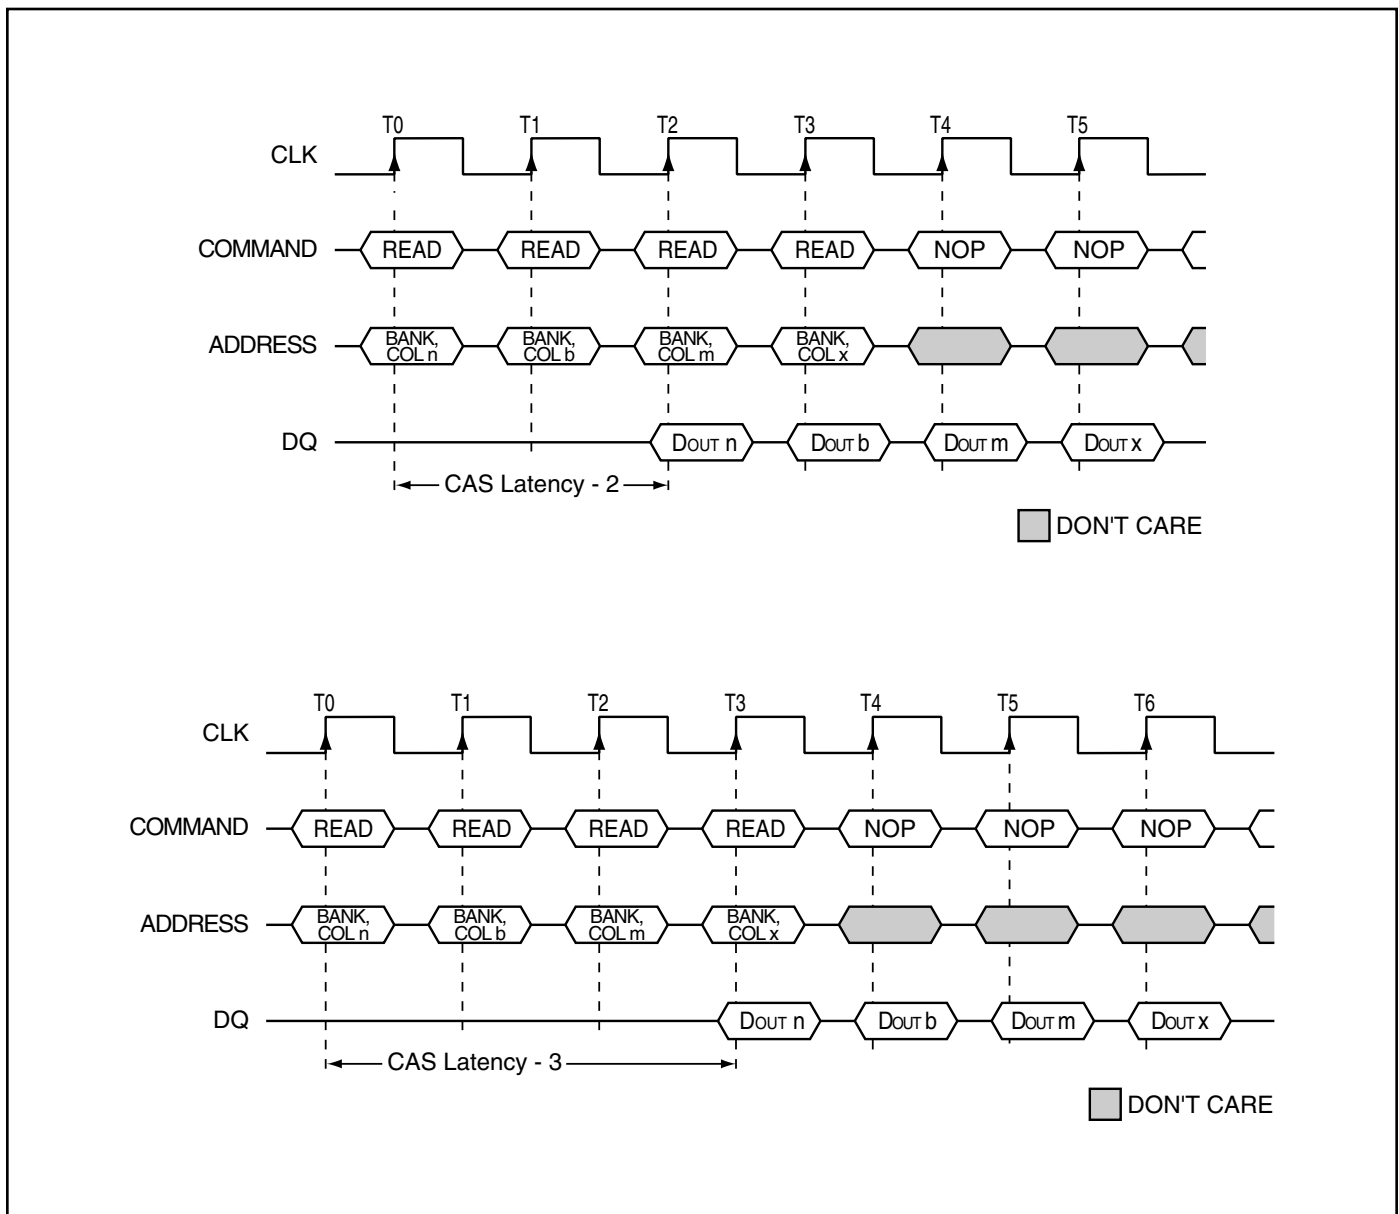 T0 T1 T2 T3 T4 T5
CLK
COMMAND READ READ READ READ NOP NOP
ADDRESS BANK, COL n BANK, COL b BANK, COL m BANK, COL x
DQ DOUT n DOUT b DOUT m DOUT x
CAS Latency - 2
DON'T CARE
T0 T1 T2 T3 T4 T5 T6
CLK
COMMAND READ READ READ READ NOP NOP NOP
ADDRESS BANK, COL n BANK, COL b BANK, COL m BANK, COL x
DQ DOUT n DOUT b DOUT m DOUT x
CAS Latency - 3
DON'T CARE